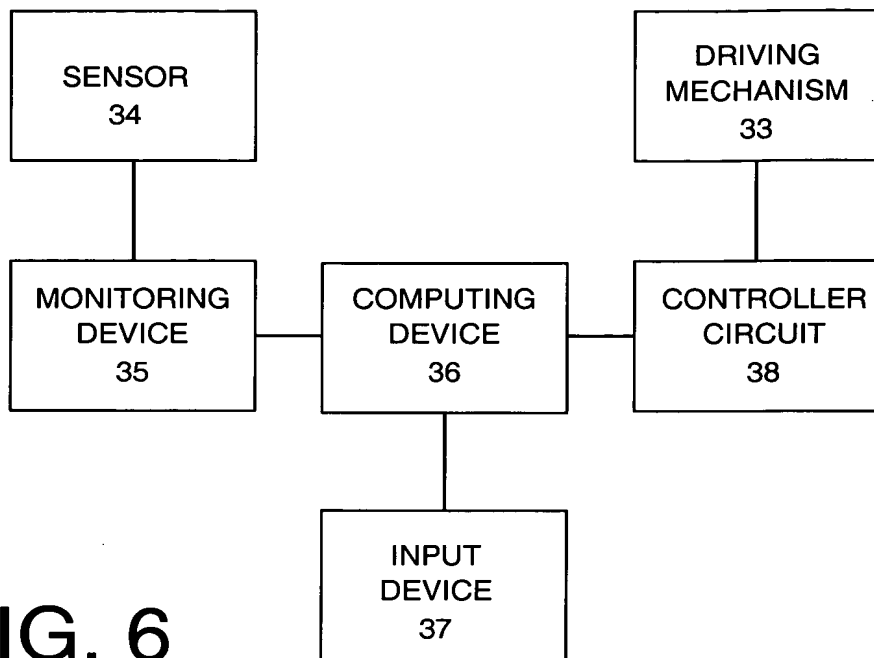 SENSOR
34
DRIVING
MECHANISM
33
MONITORING
DEVICE
35
COMPUTING
DEVICE
36
CONTROLLER
CIRCUIT
38
INPUT
DEVICE
37
IG. 6